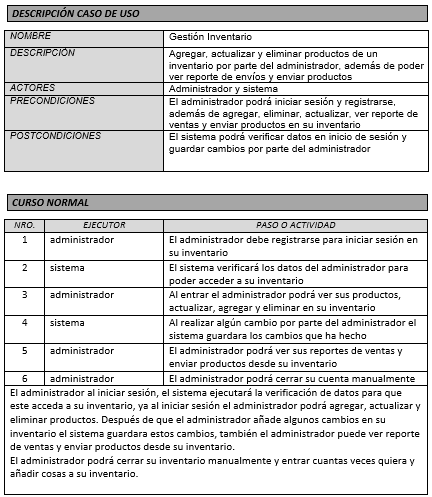 DESCRIPCIÓN CASO DE USO
NOMBRE Gestión Inventario
DESCRIPCIÓN Agregar, actualizar y eliminar productos de un
inventario por parte del administrador, además de poder
ver reporte de envíos y enviar productos
ACTORES Administrador y sistema
PRECONDICIONES El administrador podrá iniciar sesión y registrarse,
además de agregar, eliminar, actualizar, ver reporte de
ventas y enviar productos en su inventario
POSTCONDICIONES El sistema podrá verificar datos en inicio de sesión y
guardar cambios por parte del administrador
CURSO NORMAL
NRO. EJECUTOR PASO O ACTIVIDAD
1 administrador El administrador debe registrarse para iniciar sesión en
su inventario
2 sistema El sistema verificará los datos del administrador para
poder acceder a su inventario
3 administrador Al entrar el administrador podrá ver sus productos,
actualizar, agregar y eliminar en su inventario
4 sistema Al realizar algún cambio por parte del administrador el
sistema guardara los cambios que ha hecho
5 administrador El administrador podrá ver sus reportes de ventas y
enviar productos desde su inventario
6 administrador El administrador podrá cerrar su cuenta manualmente
El administrador al iniciar sesión, el sistema ejecutará la verificación de datos para que
este acceda a su inventario, ya al iniciar sesión el administrador podrá agregar, actualizar y
eliminar productos. Después de que el administrador añade algunos cambios en su
inventario el sistema guardara estos cambios, también el administrador puede ver reporte
de ventas y enviar productos desde su inventario.
El administrador podrá cerrar su inventario manualmente y entrar cuantas veces quiera y
añadir cosas a su inventario.